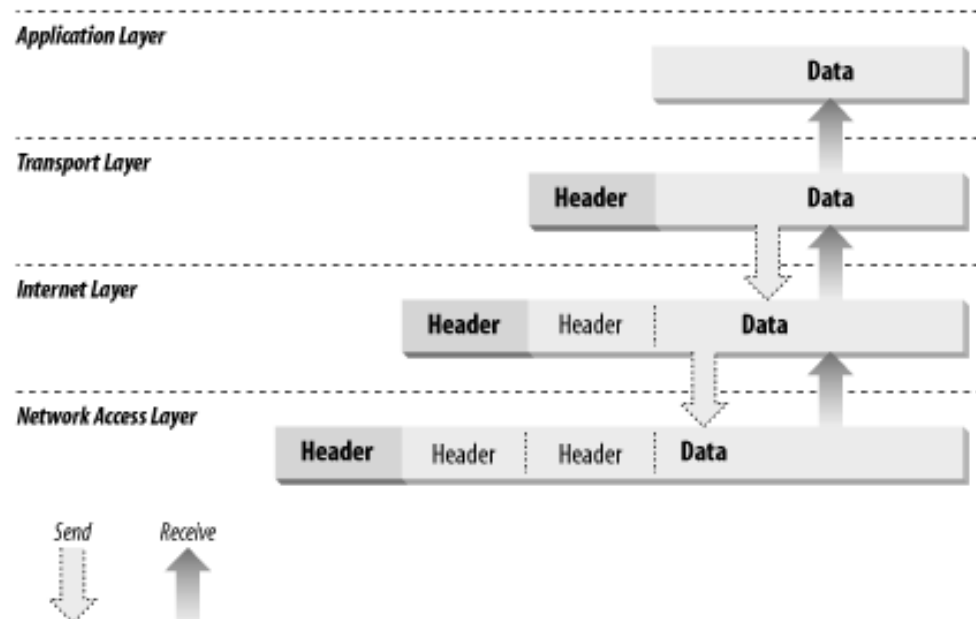 Application Layer
Data
Transport Layer
Header Data
Internet Layer
Header Header Data
Network Access Layer
Header Header Header Data
Send Receive